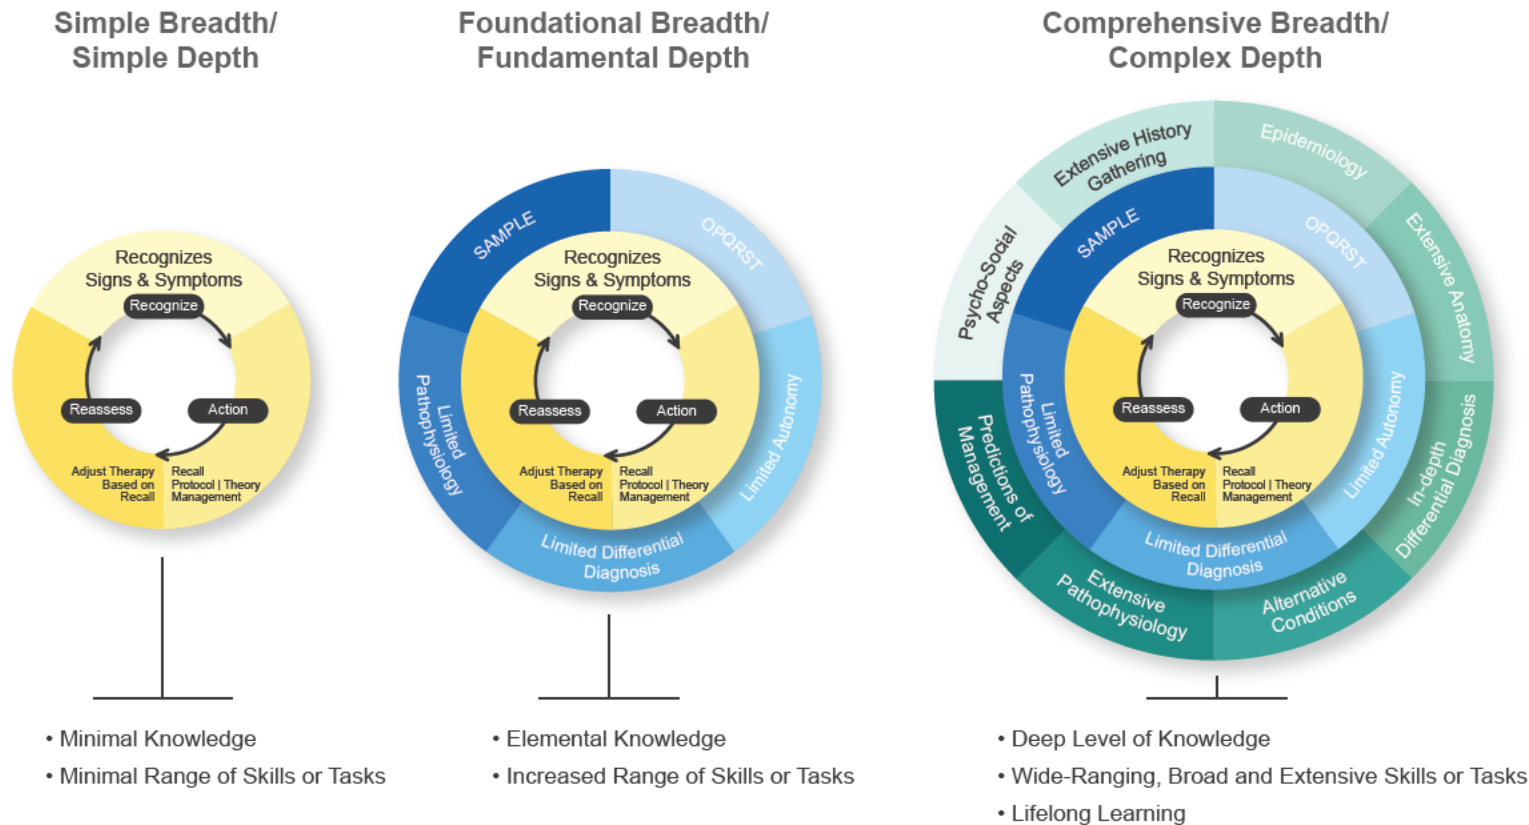 Simple Breadth/
Simple Depth
Recognizes
Signs & Symptoms
Recognize
Reassess
Action
Adjust Therapy
Based on
Recall
Recall
Protocol | Theory
Management
• Minimal Knowledge
• Minimal Range of Skills or Tasks
Foundational Breadth/
Fundamental Depth
SAMPLE
OPQRST
Limited Autonomy
Limited Differential
Diagnosis
Limited
Pathophysiology
Recognizes
Signs & Symptoms
Recognize
Reassess
Action
Adjust Therapy
Based on
Recall
Recall
Protocol | Theory
Management
• Elemental Knowledge
• Increased Range of Skills or Tasks
Comprehensive Breadth/
Complex Depth
Extensive History
Gathering
Epidemiology
Extensive Anatomy
In-depth
Differential Diagnosis
Alternative
Conditions
Extensive
Pathophysiology
Predictions of
Management
Psycho-Social
Aspects
SAMPLE
OPQRST
Limited Autonomy
Limited Differential
Diagnosis
Limited
Pathophysiology
Recognizes
Signs & Symptoms
Recognize
Reassess
Action
Adjust Therapy
Based on
Recall
Recall
Protocol | Theory
Management
• Deep Level of Knowledge
• Wide-Ranging, Broad and Extensive Skills or Tasks
• Lifelong Learning